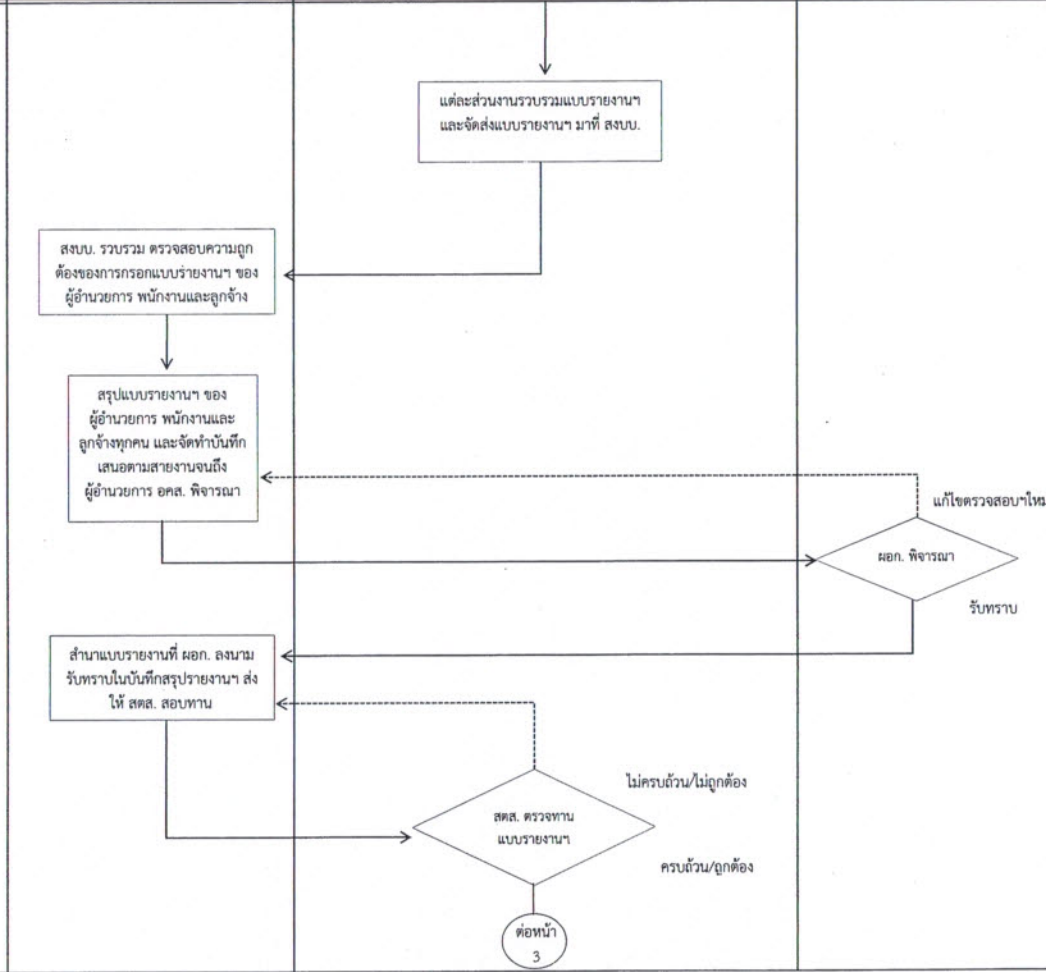 แต่ละส่วนงานรวบรวมแบบรายงานฯ
และจัดส่งแบบรายงานฯ มาที่ สงบบ.
สงบบ. รวบรวม ตรวจสอบความถูก
ต้องของการกรอกแบบร่ายงานฯ ของ
ผู้อำนวยการ พนักงานและลูกจ้าง
สรุปแบบรายงานฯ ของ
ผู้อำนวยการ พนักงานและ
ลูกจ้างทุกคน และจัดทำบันทึก
เสนอตามสายงานจนถึง
ผู้อำนวยการ อคส. พิจารณา
แก้ไขตรวจสอบฯใหม่
ผอก. พิจารณา
รับทราบ
สำนาแบบรายงานที่ ผอก. ลงนาม
รับทราบในบันทึกสรุปรายงานฯ ส่ง
ให้ สตส. สอบทาน
ไม่ครบถ้วน/ไม่ถูกต้อง
สตส. ตรวจทาน
แบบรายงานฯ
ครบถ้วน/ถูกต้อง
ต่อหน้า
3